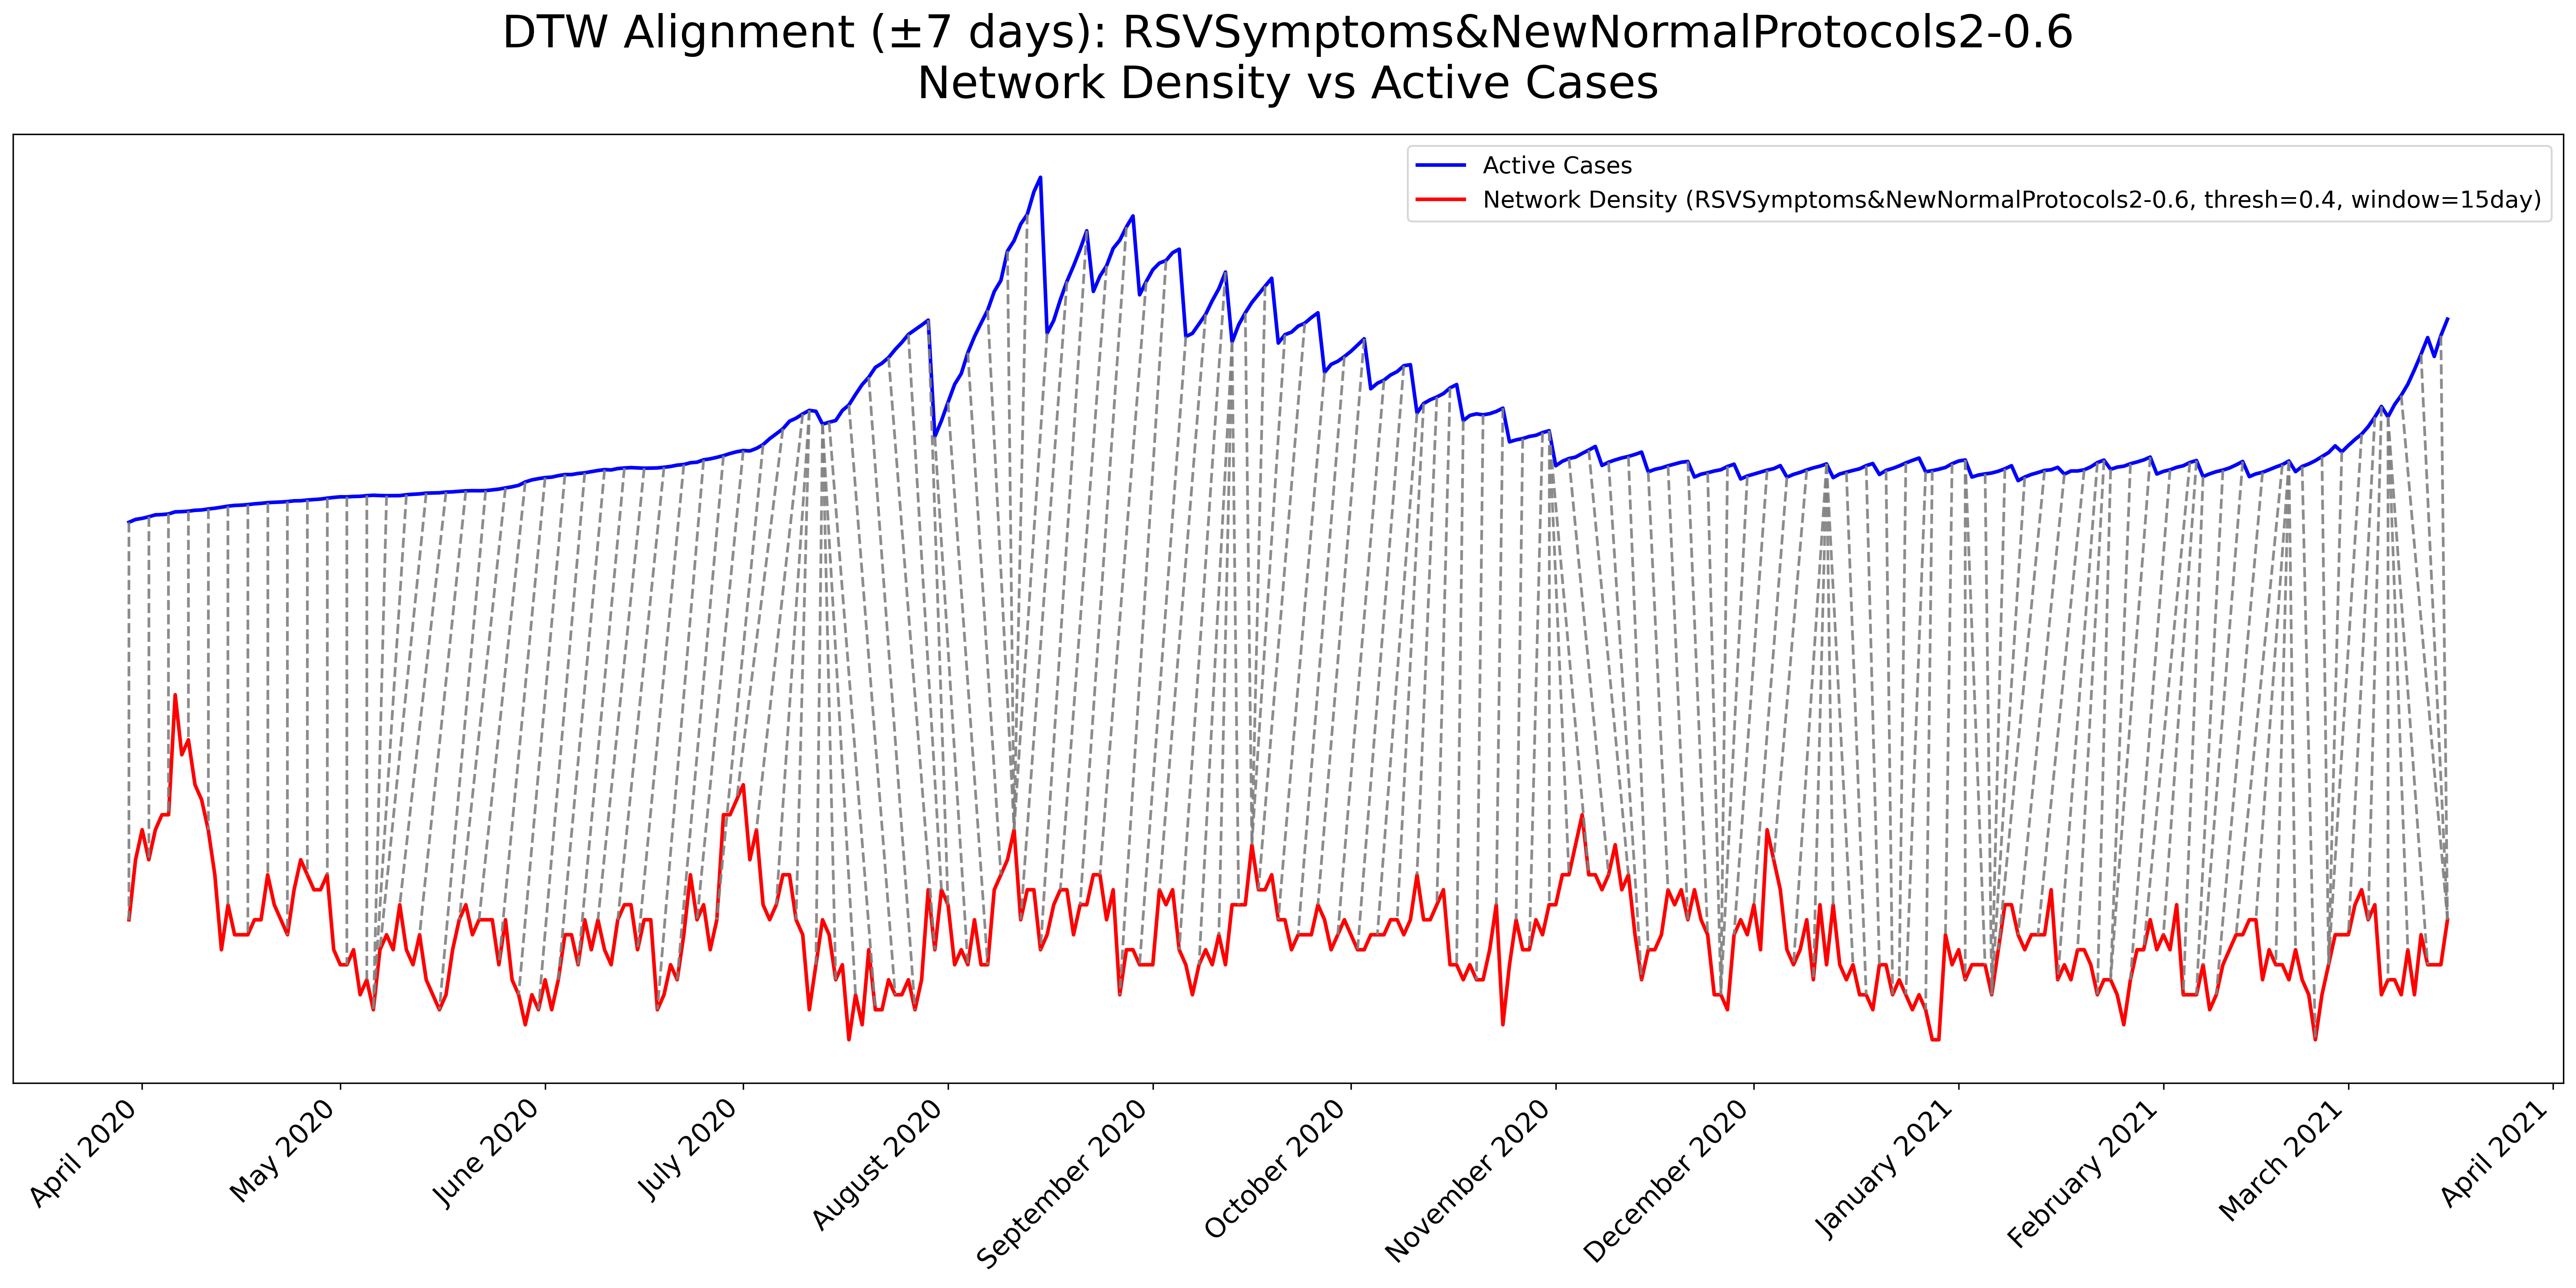 DTW Alignment (±7 days): RSVSymptoms&NewNormalProtocols2-0.6
Network Density vs Active Cases
Active Cases
Network Density (RSVSymptoms&NewNormalProtocols2-0.6, thresh=0.4, window=15day)
April 2020
May 2020
June 2020
July 2020
August 2020
September 2020
October 2020
November 2020
December 2020
January 2021
February 2021
March 2021
April 2021